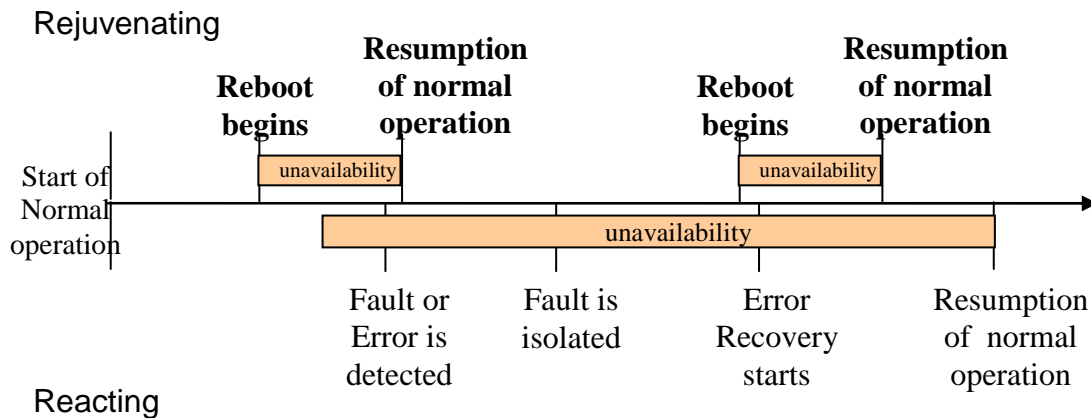 Rejuvenating
Reboot
begins
Resumption
of normal
operation
Reboot
begins
Resumption
of normal
operation
unavailability
unavailability
Start of
Normal
operation
unavailability
Fault or
Error is
detected
Fault is
isolated
Error
Recovery
starts
Resumption
of normal
operation
Reacting